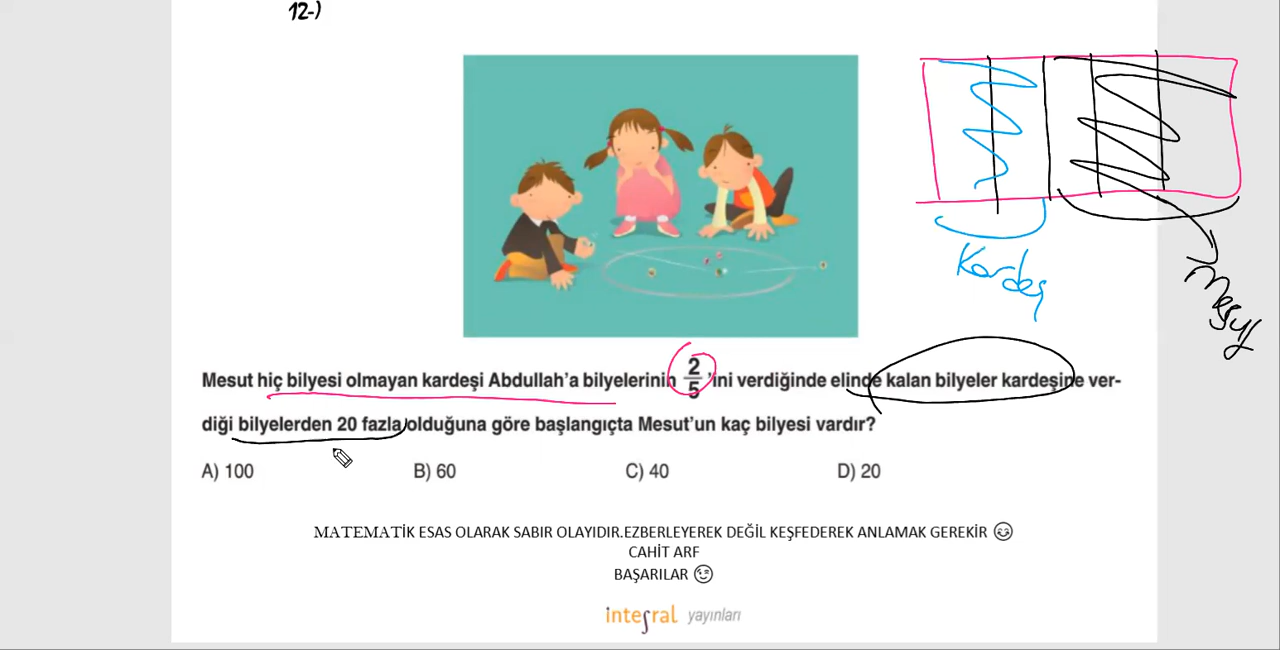 12-)
Kardeş
Mesut
Mesut hiç bilyesi olmayan kardeşi Abdullah'a bilyelerinin 2/5 'ini verdiğinde elinde kalan bilyeler kardeşine ver-
diği bilyelerden 20 fazla olduğuna göre başlangıçta Mesut'un kaç bilyesi vardır?
A) 100 B) 60 C) 40 D) 20
MATEMATİK ESAS OLARAK SABIR OLAYIDIR.EZBERLEYEREK DEĞİL KEŞFEDEREK ANLAMAK GEREKİR 😊
CAHİT ARF
BAŞARILAR 😉
integral yayınları